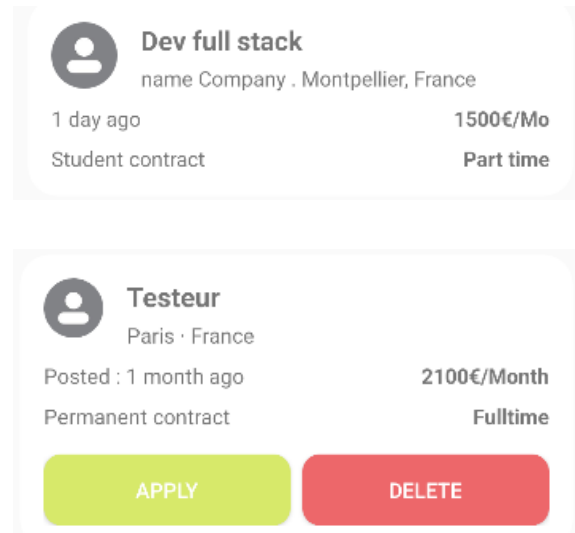 Dev full stack
name Company . Montpellier, France
1 day ago 1500€/Mo
Student contract Part time
Testeur
Paris · France
Posted : 1 month ago 2100€/Month
Permanent contract Fulltime
APPLY DELETE